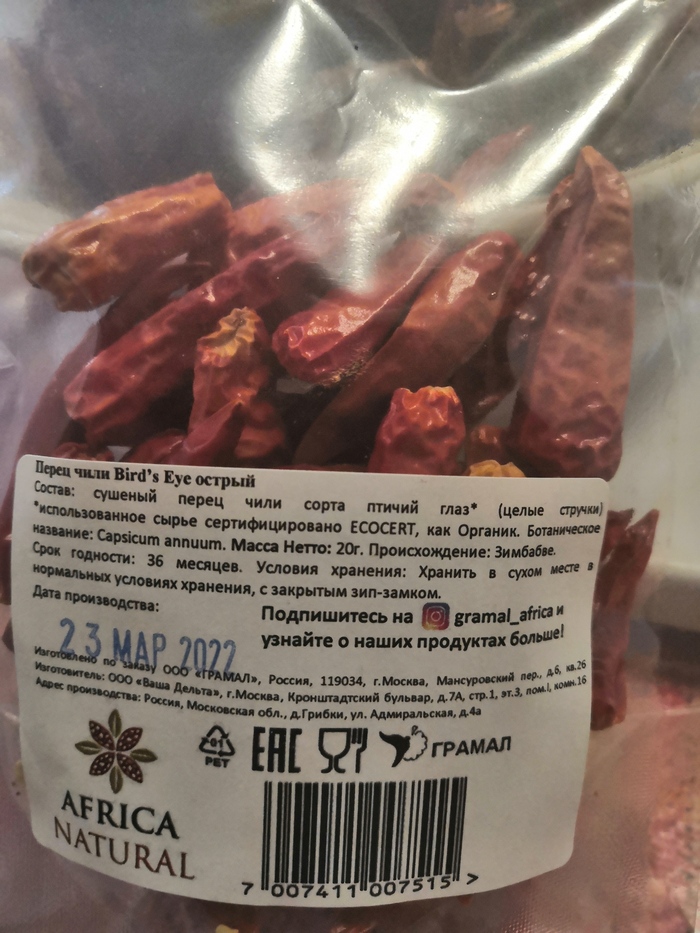 Перец чили Bird's Eye острый
Состав: сушеный перец чили сорта птичий глаз* (целые стручки)
*использованное сырье сертифицировано ECOCERT, как Органик. Ботаническое
название: Capsicum annuum. Масса Нетто: 20г. Происхождение: Зимбабве.
Срок годности: 36 месяцев. Условия хранения: Хранить в сухом месте в
нормальных условиях хранения, с закрытым зип-замком.
Дата производства:
23 МАР 2022
Подпишитесь на gramal_africa и
узнайте о наших продуктах больше!
Изготовлено по заказу ООО «ГРАМАЛ», Россия, 119034, г.Москва, Мансуровский пер., д.6, кв.26
Изготовитель: ООО «Ваша Дельта», г.Москва, Кронштадтский бульвар, д.7А, стр.1, эт.3, пом.I, комн.16
Адрес производства: Россия, Московская обл., д.Грибки, ул. Адмиральская, д.4а
01
PET
EAC
ГРАМАЛ
AFRICA
NATURAL
7 007411 007515 >